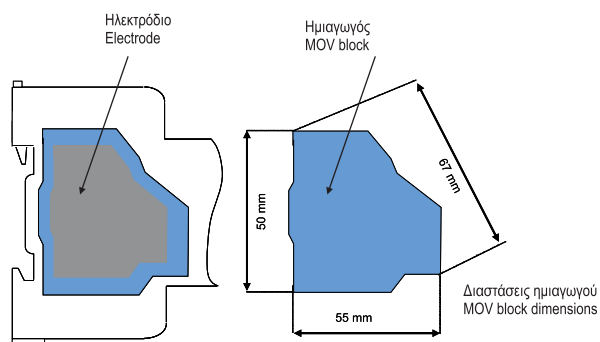 Ηλεκτρόδιο
Electrode
Ημιαγωγός
MOV block
67 mm
50 mm
55 mm
Διαστάσεις ημιαγωγού
MOV block dimensions